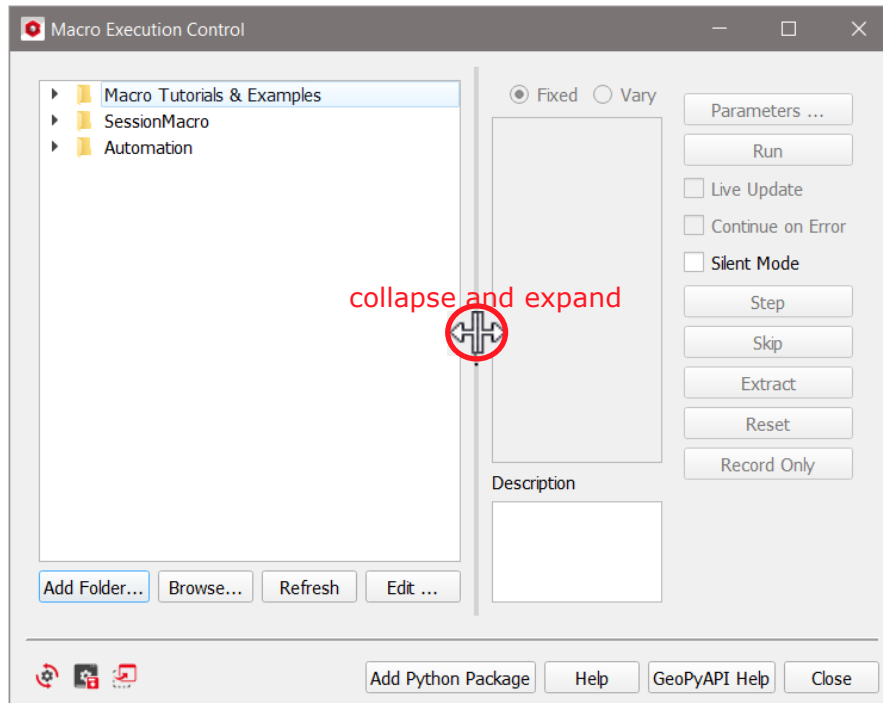 Macro Execution Control
Macro Tutorials & Examples
SessionMacro
Automation
Fixed Vary
Parameters ...
Run
Live Update
Continue on Error
Silent Mode
collapse and expand
Step
Skip
Extract
Reset
Record Only
Description
Add Folder... Browse... Refresh Edit ...
Add Python Package Help GeoPyAPI Help Close